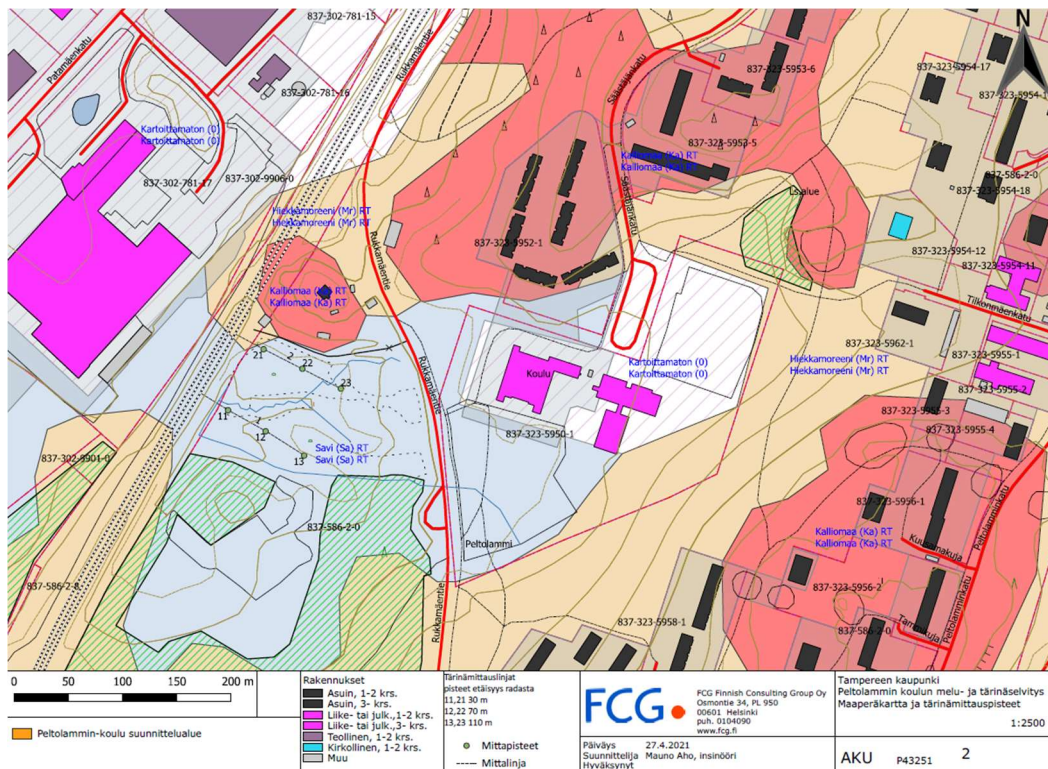 Patamäenkatu
837-302-781-15
Rukkamäentie
N
837-302-781-16
Säästäjänkatu
837-323-5953-6
837-323-5954-17
837-323-5954-1
Kartoittamaton (0)
Kartoittamaton (0)
837-323-5953-5
Kalliomaa (Ka) RT
Kalliomaa (Ka) RT
837-302-781-17
837-302-9906-0
837-586-2-0
837-323-5954-18
Säästäjänkatu
Ls.alue
Hiekkamoreeni (Mr) RT
Hiekkamoreeni (Mr) RT
Rukkamäentie
837-323-5952-1
837-323-5954-12
837-323-5954-11
Kalliomaa (Ka) RT
Kalliomaa (Ka) RT
Tilkonmäenkatu
21
22
23
Rukkamäentie
Koulu
Kartoittamaton (0)
Kartoittamaton (0)
837-323-5962-1
Hiekkamoreeni (Mr) RT
Hiekkamoreeni (Mr) RT
837-323-5955-1
837-323-5955-2
11
12
13
837-323-5955-3
837-323-5955-4
837-323-5950-1
Savi (Sa) RT
Savi (Sa) RT
837-302-9901-0
837-323-5956-1
837-586-2-0
Peltolammi
Kalliomaa (Ka) RT
Kalliomaa (Ka) RT
Kuusamakuja
Peltolamminkatu
837-586-2-8
Rukkamäentie
837-323-5956-2
837-323-5958-1
837-586-2-0
Tammikuja
Peltolamminkatu
0 50 100 150 200 m
Peltolammin-koulu suunnittelualue
Rakennukset
Asuin, 1-2 krs.
Asuin, 3- krs.
Liike- tai julk.,1-2 krs.
Liike- tai julk.,3- krs.
Teollinen, 1-2 krs.
Kirkollinen, 1-2 krs.
Muu
Tärinämittauslinjat
pisteet etäisyys radasta
11,21 30 m
12,22 70 m
13,23 110 m
Mittapisteet
Mittalinja
FCG
FCG Finnish Consulting Group Oy
Osmontie 34, PL 950
00601 Helsinki
puh. 0104090
www.fcg.fi
Päiväys 27.4.2021
Suunnittelija Mauno Aho, insinööri
Hyväksynyt
Tampereen kaupunki
Peltolammin koulun melu- ja tärinäselvitys
Maaperäkartta ja tärinämittauspisteet
1:2500
AKU P43251 2